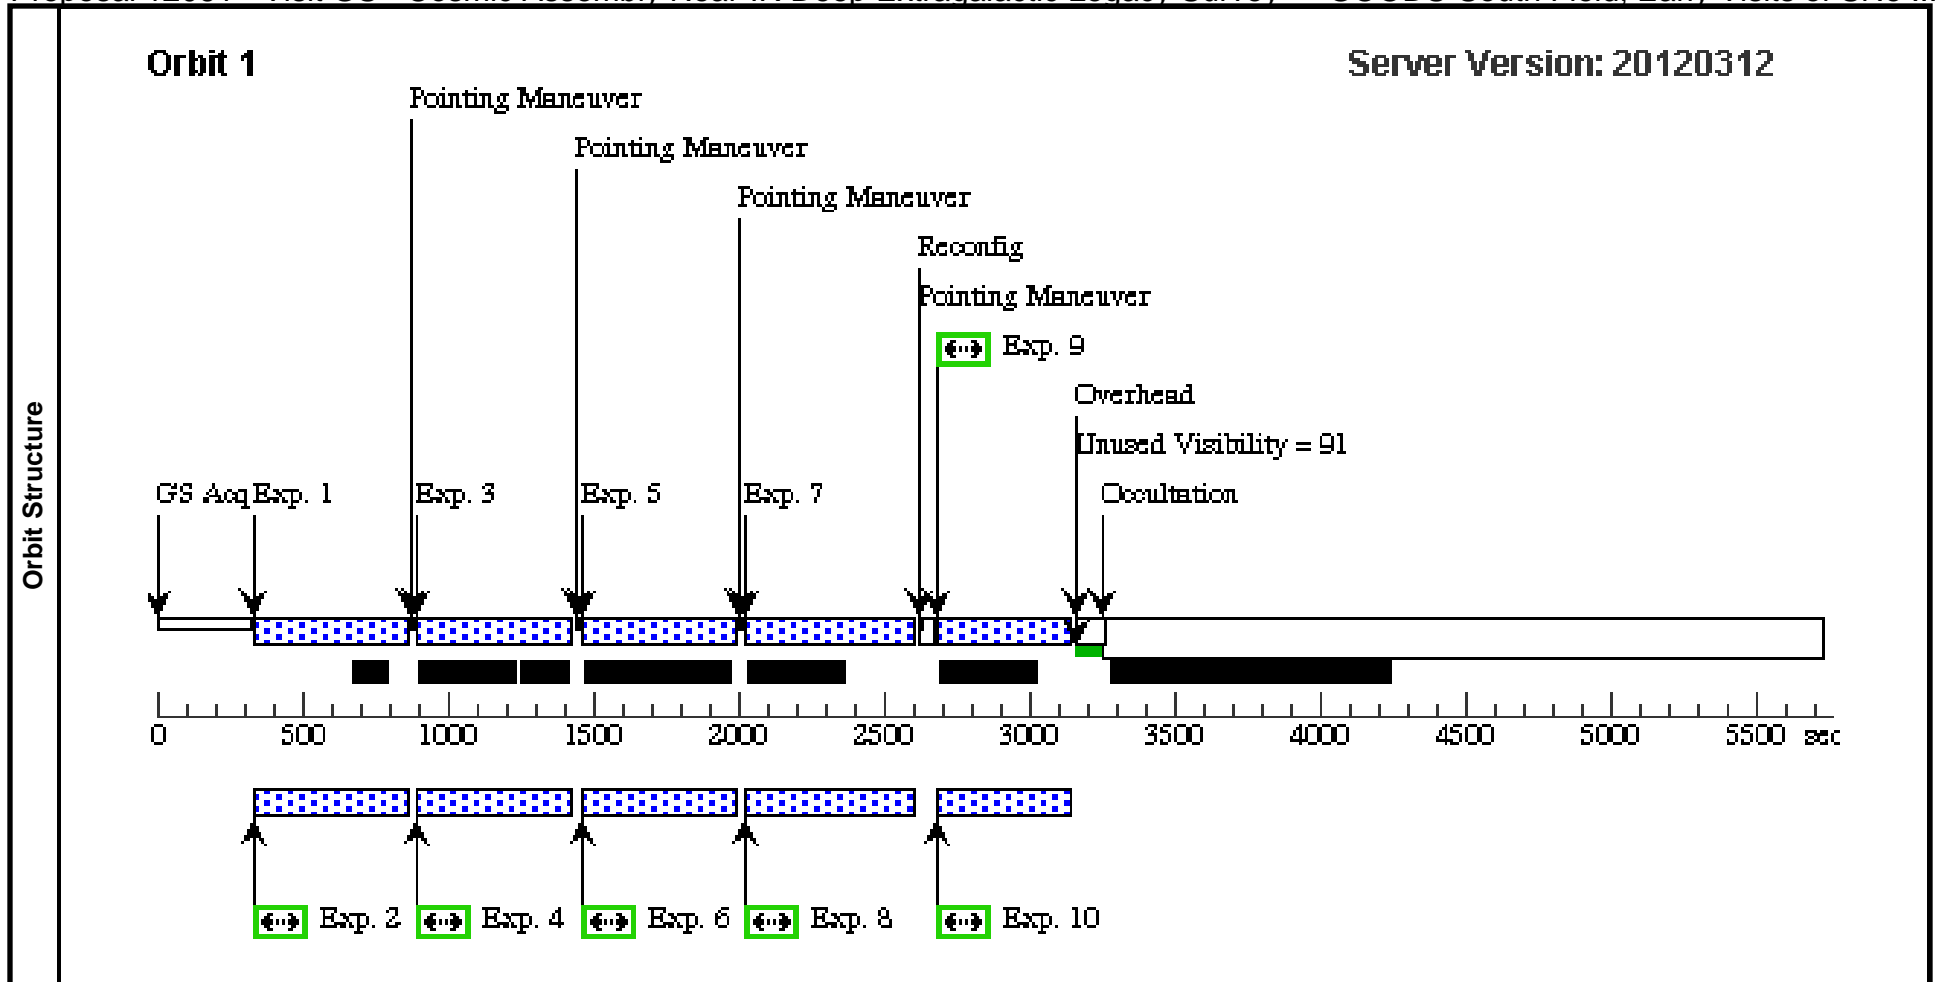 Orbit 1
Server Version: 20120312
Pointing Maneuver
Pointing Maneuver
Pointing Maneuver
Reconfig
Pointing Maneuver
Exp. 9
Overhead
Unused Visibility = 91
GS Acq Exp. 1 Exp. 3 Exp. 5 Exp. 7 Occultation
Orbit Structure
0 500 1000 1500 2000 2500 3000 3500 4000 4500 5000 5500 sec
Exp. 2 Exp. 4 Exp. 6 Exp. 8 Exp. 10